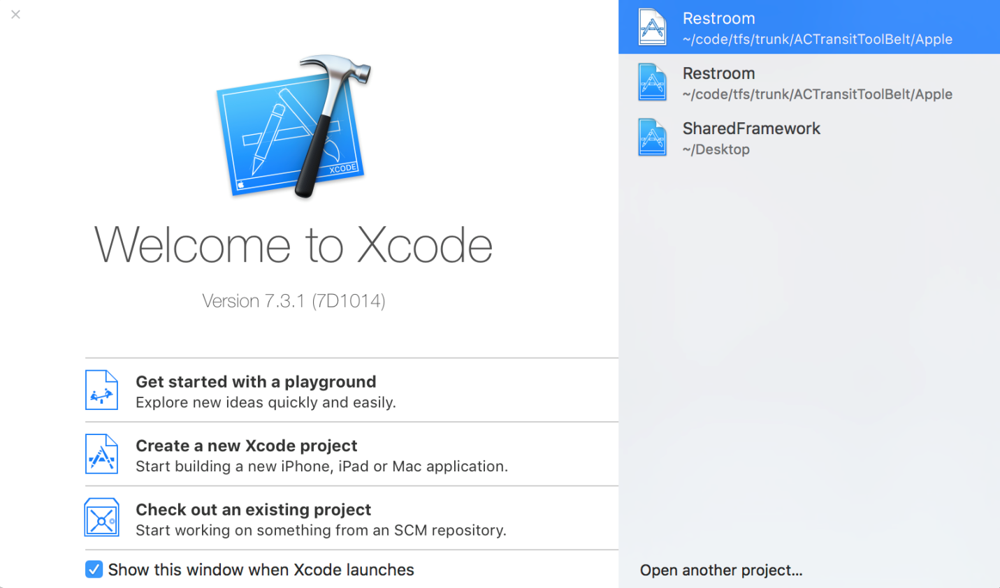 XCODE
Welcome to Xcode
Version 7.3.1 (7D1014)
Get started with a playground
Explore new ideas quickly and easily.
Create a new Xcode project
Start building a new iPhone, iPad or Mac application.
Check out an existing project
Start working on something from an SCM repository.
Show this window when Xcode launches
Restroom
~/code/tfs/trunk/ACTransitToolBelt/Apple
Restroom
~/code/tfs/trunk/ACTransitToolBelt/Apple
SharedFramework
~/Desktop
Open another project...